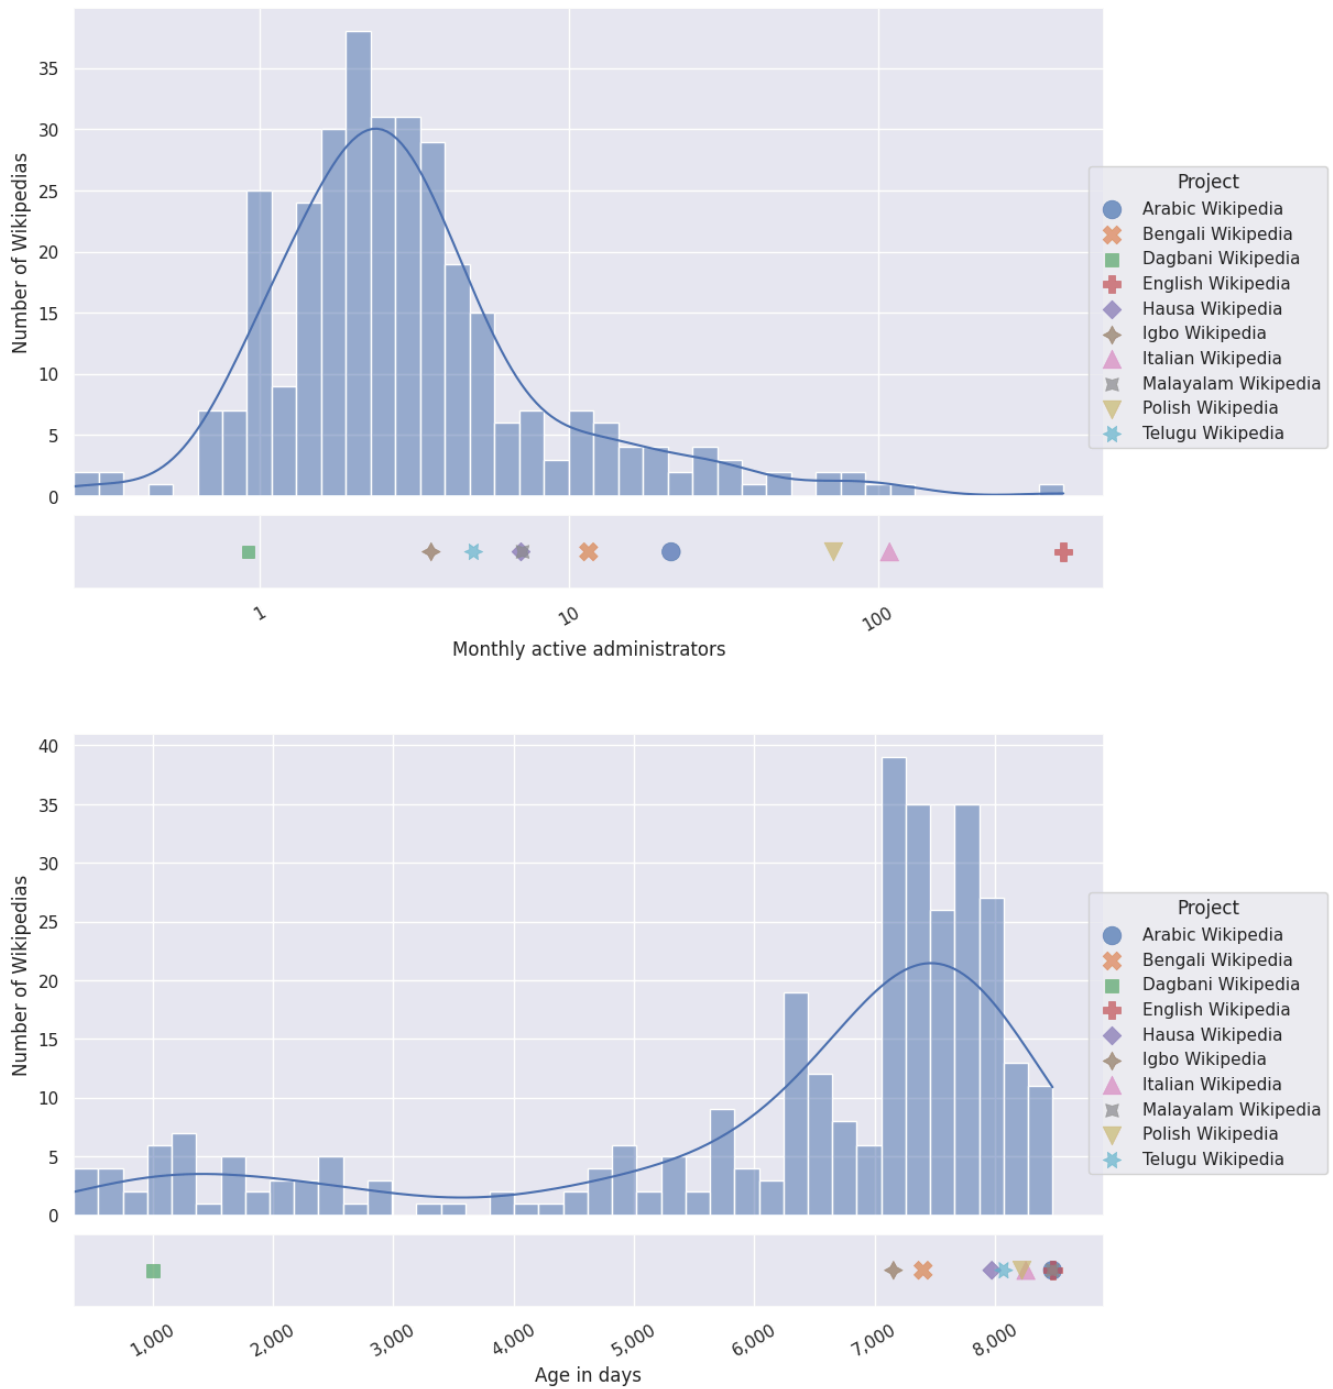 35
30
25
20
15
10
5
0
Number of Wikipedias
Project
Arabic Wikipedia
Bengali Wikipedia
Dagbani Wikipedia
English Wikipedia
Hausa Wikipedia
Igbo Wikipedia
Italian Wikipedia
Malayalam Wikipedia
Polish Wikipedia
Telugu Wikipedia
1
10
100
Monthly active administrators
40
35
30
25
20
15
10
5
0
Number of Wikipedias
Project
Arabic Wikipedia
Bengali Wikipedia
Dagbani Wikipedia
English Wikipedia
Hausa Wikipedia
Igbo Wikipedia
Italian Wikipedia
Malayalam Wikipedia
Polish Wikipedia
Telugu Wikipedia
1,000
2,000
3,000
4,000
5,000
6,000
7,000
8,000
Age in days